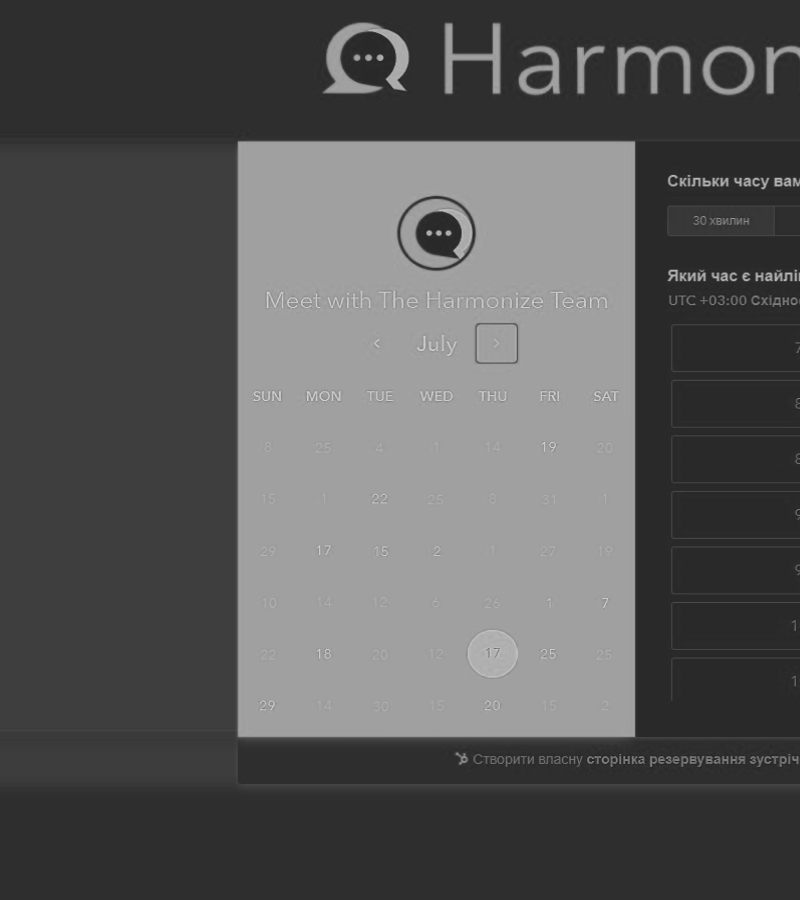 Harmon
Meet with The Harmonize Team
July
SUN MON TUE WED THU FRI SAT
8 25 4 1 14 19 20
15 1 22 25 8 31 1
29 17 15 2 1 27 19
10 14 12 6 26 1 7
22 18 20 12 17 25 25
29 14 30 15 20 15 2
Скільки часу вам
30 хвилин
Який час є найлі
UTC +03:00 Східно
7
8
8
9
9
1
1
Створити власну сторінка резервування зустріч